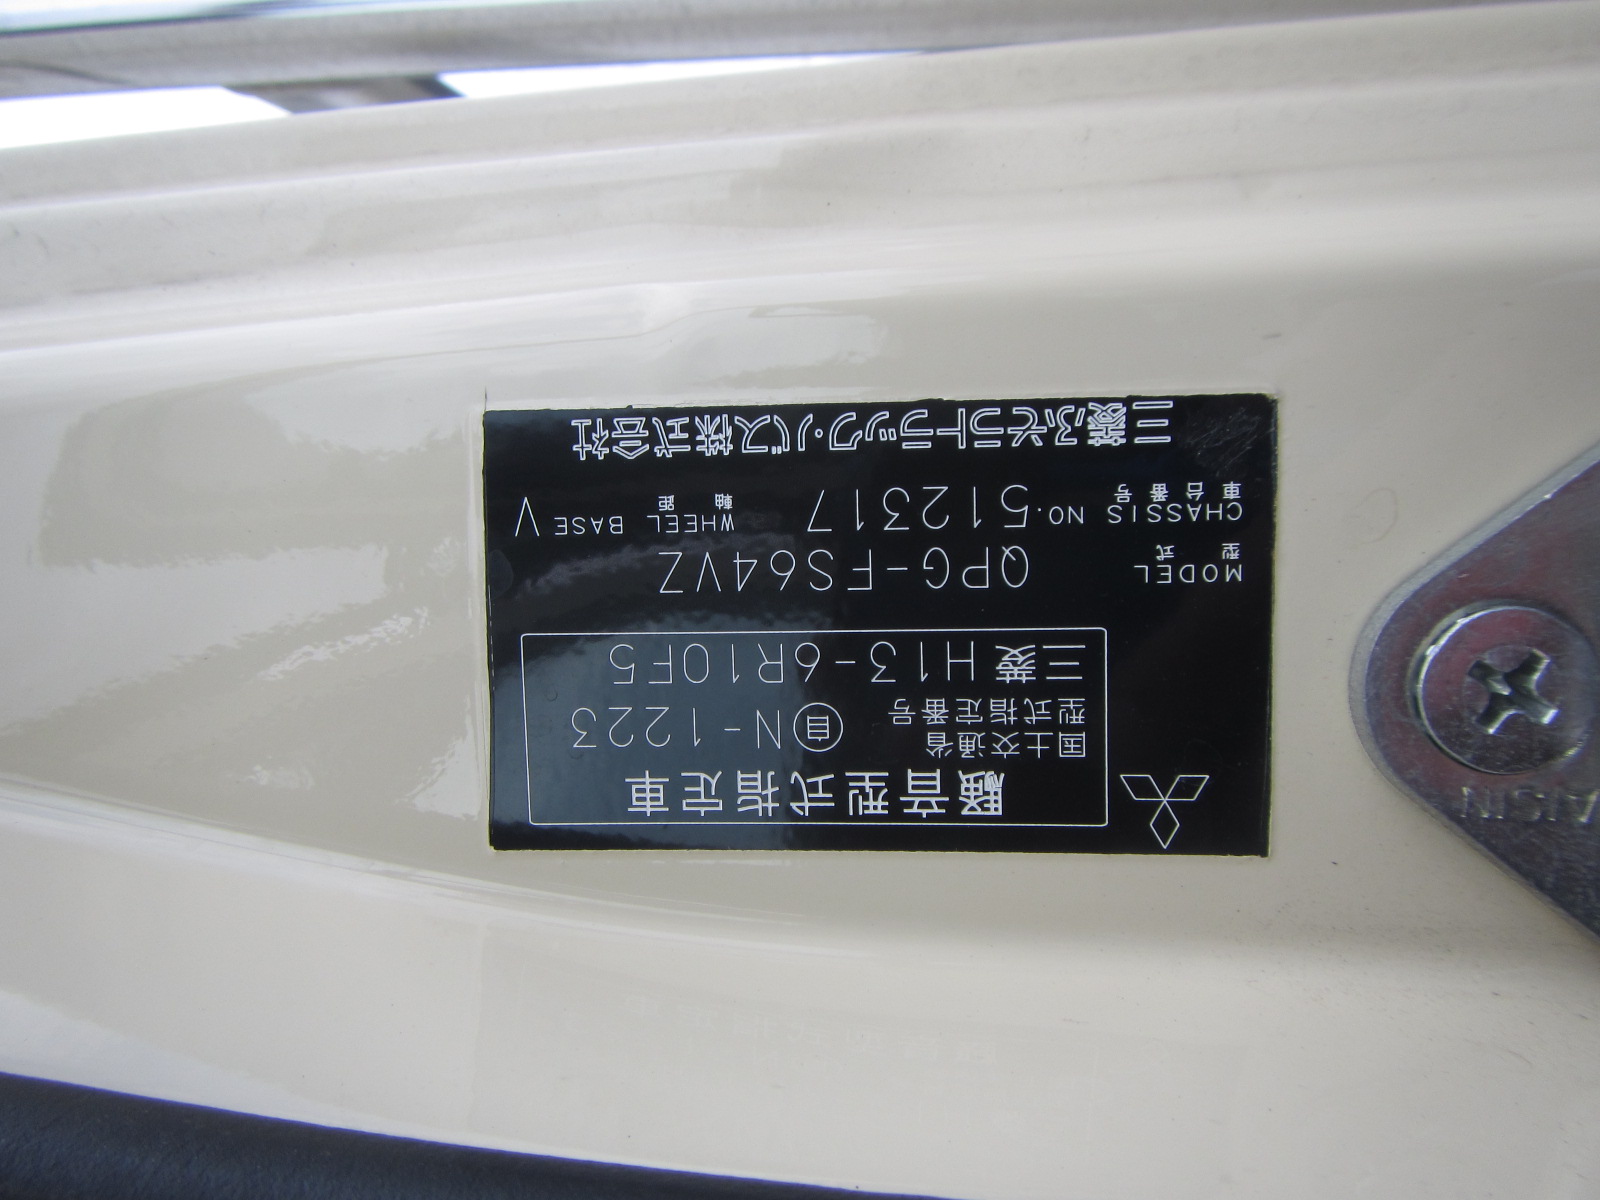 騒音型式指定車
国土交通省
型式指定番号
自 N-1223
三菱 H13-6R10F5
MODEL
型式
QPG-FS64VZ
CHASSIS NO.
車台番号
512317
WHEEL BASE
軸距
V
三菱ふそうトラック・バス株式会社
AISIN